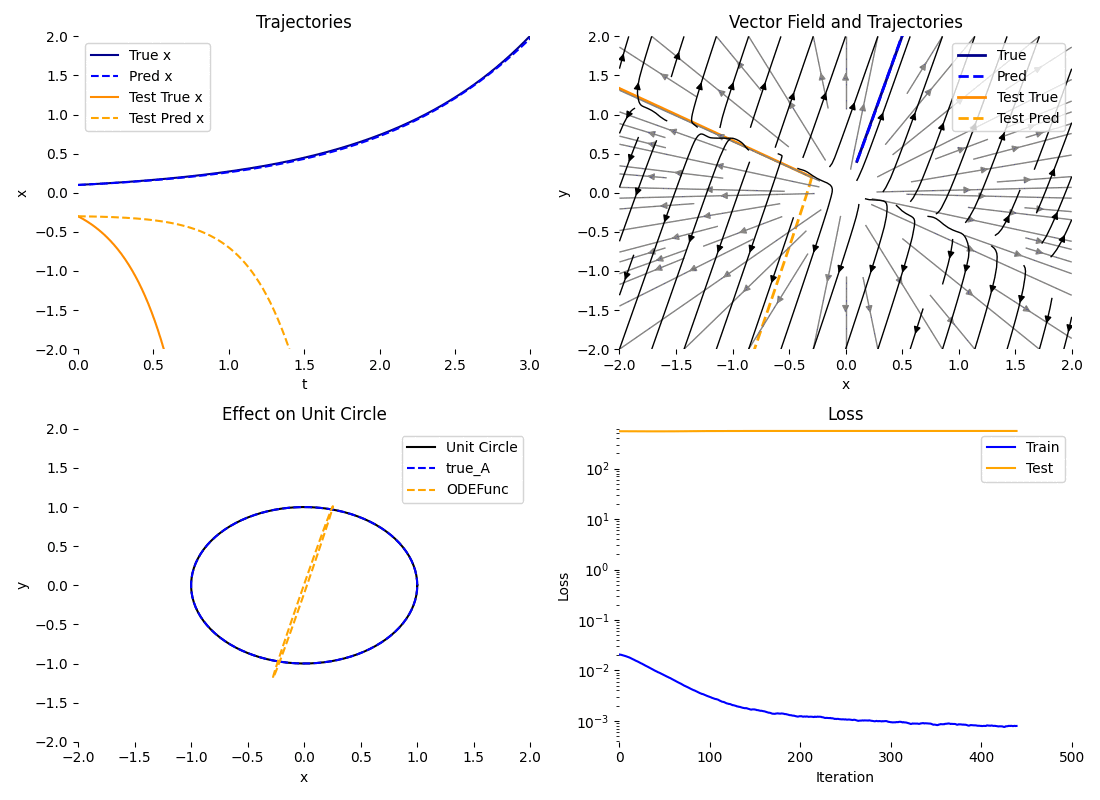 Trajectories
2.0
1.5
1.0
0.5
0.0
−0.5
−1.0
−1.5
−2.0
x
True x
Pred x
Test True x
Test Pred x
0.0 0.5 1.0 1.5 2.0 2.5 3.0
t
Vector Field and Trajectories
2.0
1.5
1.0
0.5
0.0
−0.5
−1.0
−1.5
−2.0
y
True
Pred
Test True
Test Pred
−2.0 −1.5 −1.0 −0.5 0.0 0.5 1.0 1.5 2.0
x
Effect on Unit Circle
2.0
1.5
1.0
0.5
0.0
−0.5
−1.0
−1.5
−2.0
y
Unit Circle
true_A
ODEFunc
−2.0 −1.5 −1.0 −0.5 0.0 0.5 1.0 1.5 2.0
x
Loss
10²
10¹
10⁰
10⁻¹
10⁻²
10⁻³
Loss
Train
Test
0 100 200 300 400 500
Iteration